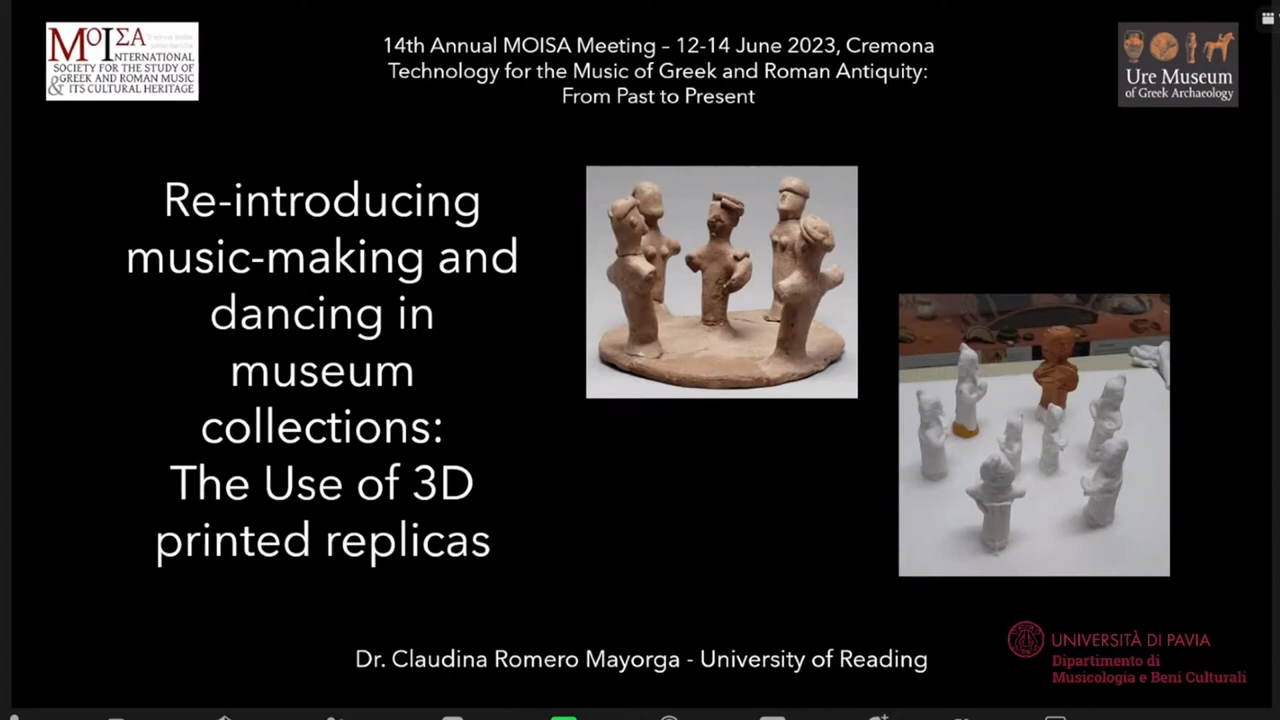 MOIΣA
INTERNATIONAL
SOCIETY FOR THE STUDY OF
GREEK AND ROMAN MUSIC
& ITS CULTURAL HERITAGE
14th Annual MOISA Meeting – 12-14 June 2023, Cremona
Technology for the Music of Greek and Roman Antiquity:
From Past to Present
Ure Museum
of Greek Archaeology
Re-introducing
music-making and
dancing in
museum
collections:
The Use of 3D
printed replicas
Dr. Claudina Romero Mayorga - University of Reading
UNIVERSITÀ DI PAVIA
Dipartimento di
Musicologia e Beni Culturali